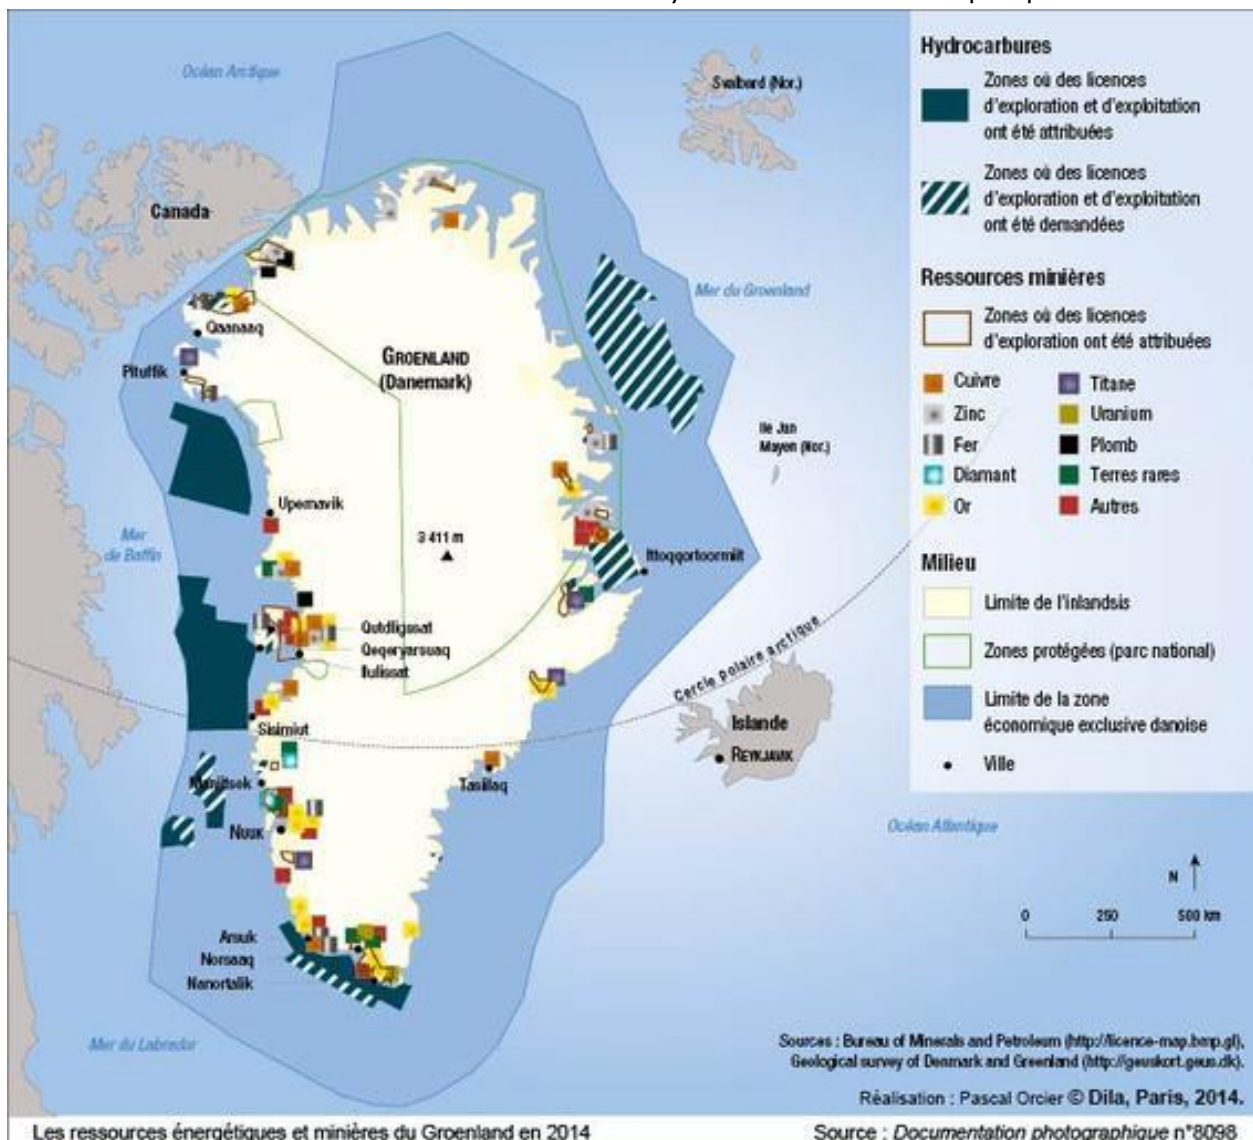 Océan Arctique
Svalbard (Nor.)
Canada
Qaanaaq
Pituffik
GROENLAND
(Danemark)
Mer du Groenland
Ile Jan
Mayen (Nor.)
Upernavik
3 411 m
Mer
de Baffin
Ittoqqortoormiit
Qutdligssat
Qeqeryarsuaq
Ilulissat
Cercle polaire arctique
Sisimiut
Islande
REYKJAVIK
Manjitsok
Tasiilaq
NUUK
Océan Atlantique
N
0 250 500 km
Arsuk
Norsaaq
Nanortalik
Mer du Labrador
Hydrocarbures
Zones où des licences
d'exploration et d'exploitation
ont été attribuées
Zones où des licences
d'exploration et d'exploitation
ont été demandées
Ressources minières
Zones où des licences
d'exploration ont été attribuées
Cuivre
Titane
Zinc
Uranium
Fer
Plomb
Diamant
Terres rares
Or
Autres
Milieu
Limite de l'inlandsis
Zones protégées (parc national)
Limite de la zone
économique exclusive danoise
Ville
Sources : Bureau of Minerals and Petroleum (http://licence-map.bmp.gl),
Geological survey of Denmark and Greenland (http://geuskort.geus.dk).
Réalisation : Pascal Orcier © Dila, Paris, 2014.
Les ressources énergétiques et minières du Groenland en 2014
Source : Documentation photographique n°8098